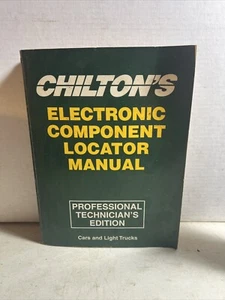 CHILTON'S
ELECTRONIC
COMPONENT
LOCATOR
MANUAL
PROFESSIONAL
TECHNICIAN'S
EDITION
Cars and Light Trucks